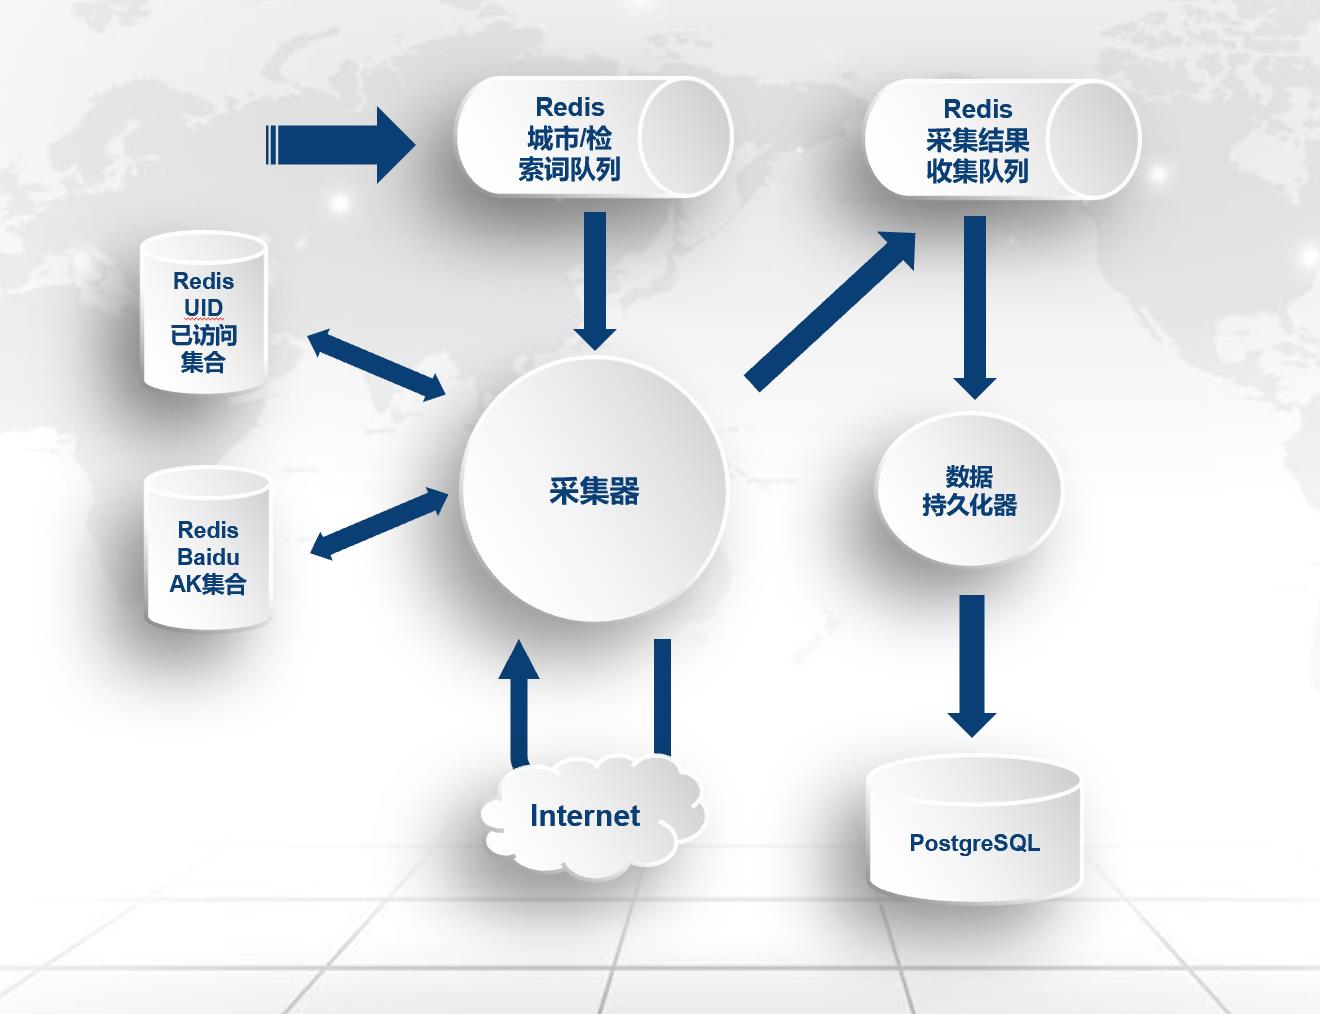 Redis
城市/检
索词队列
Redis
采集结果
收集队列
Redis
UID
已访问
集合
采集器
数据
持久化器
Redis
Baidu
AK集合
Internet
PostgreSQL